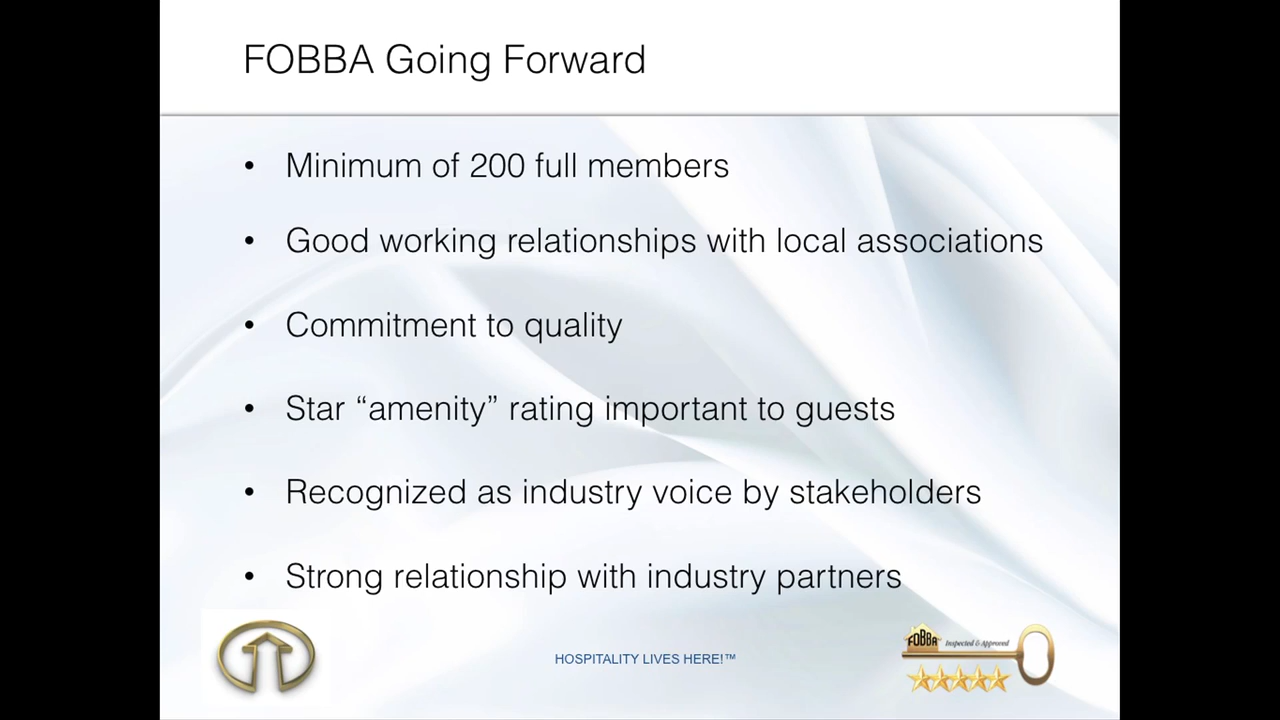 FOBBA Going Forward
• Minimum of 200 full members
• Good working relationships with local associations
• Commitment to quality
• Star “amenity” rating important to guests
• Recognized as industry voice by stakeholders
• Strong relationship with industry partners
HOSPITALITY LIVES HERE!™
FOBBA Inspected & Approved